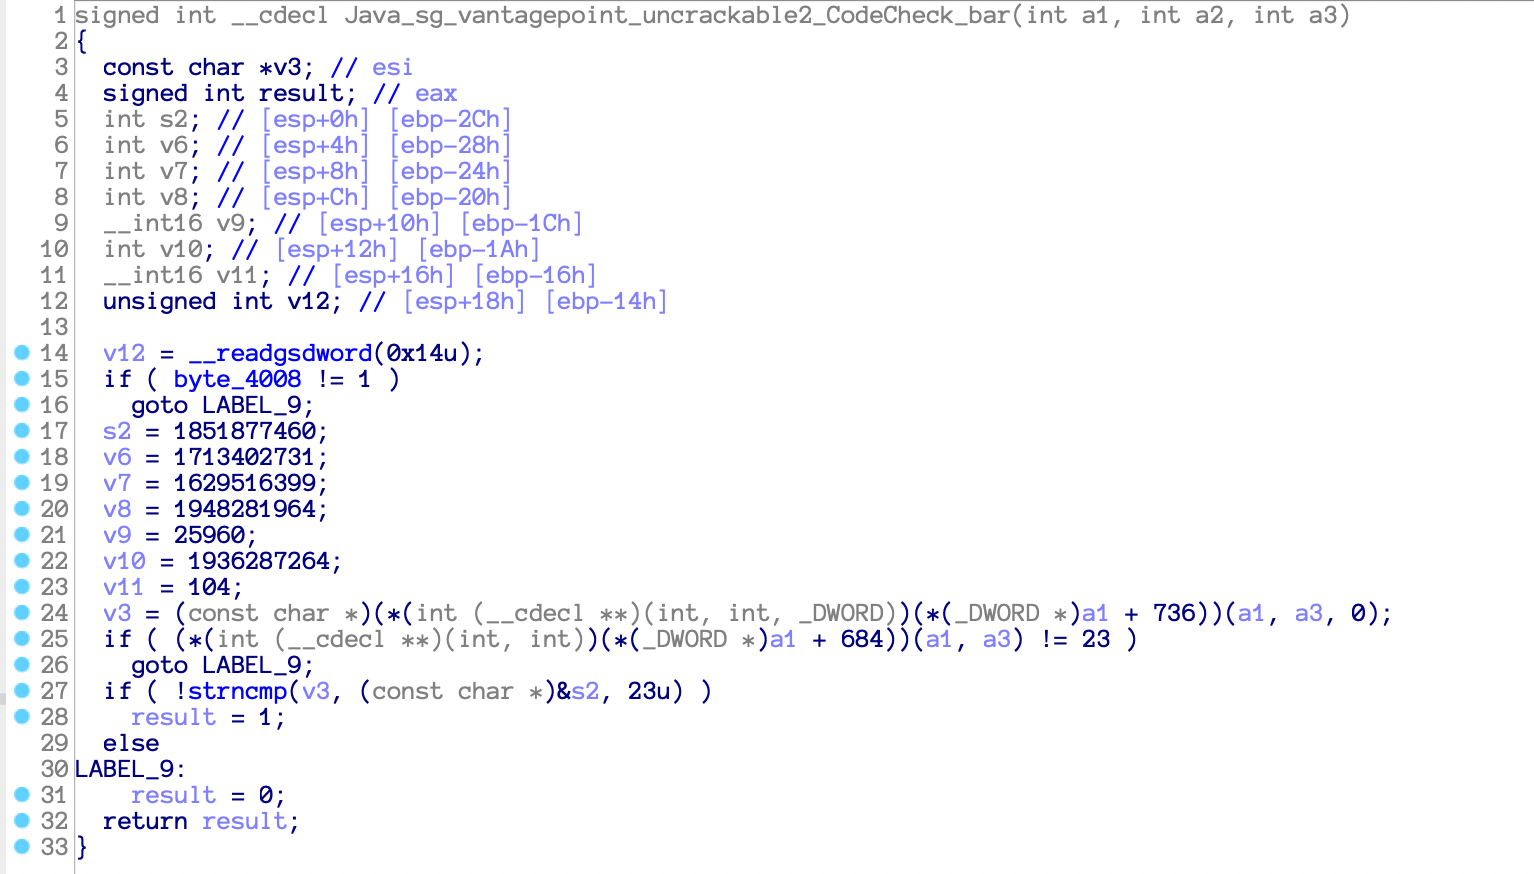 1 signed int __cdecl Java_sg_vantagepoint_uncrackable2_CodeCheck_bar(int a1, int a2, int a3)
2 {
3   const char *v3; // esi
4   signed int result; // eax
5   int s2; // [esp+0h] [ebp-2Ch]
6   int v6; // [esp+4h] [ebp-28h]
7   int v7; // [esp+8h] [ebp-24h]
8   int v8; // [esp+Ch] [ebp-20h]
9   __int16 v9; // [esp+10h] [ebp-1Ch]
10   int v10; // [esp+12h] [ebp-1Ah]
11   __int16 v11; // [esp+16h] [ebp-16h]
12   unsigned int v12; // [esp+18h] [ebp-14h]
13
14   v12 = __readgsdword(0x14u);
15   if ( byte_4008 != 1 )
16     goto LABEL_9;
17   s2 = 1851877460;
18   v6 = 1713402731;
19   v7 = 1629516399;
20   v8 = 1948281964;
21   v9 = 25960;
22   v10 = 1936287264;
23   v11 = 104;
24   v3 = (const char *)(*(int (__cdecl **)(int, int, _DWORD))(*(_DWORD *)a1 + 736))(a1, a3, 0);
25   if ( (*(int (__cdecl **)(int, int))(*(_DWORD *)a1 + 684))(a1, a3) != 23 )
26     goto LABEL_9;
27   if ( !strncmp(v3, (const char *)&s2, 23u) )
28     result = 1;
29   else
30 LABEL_9:
31     result = 0;
32   return result;
33 }